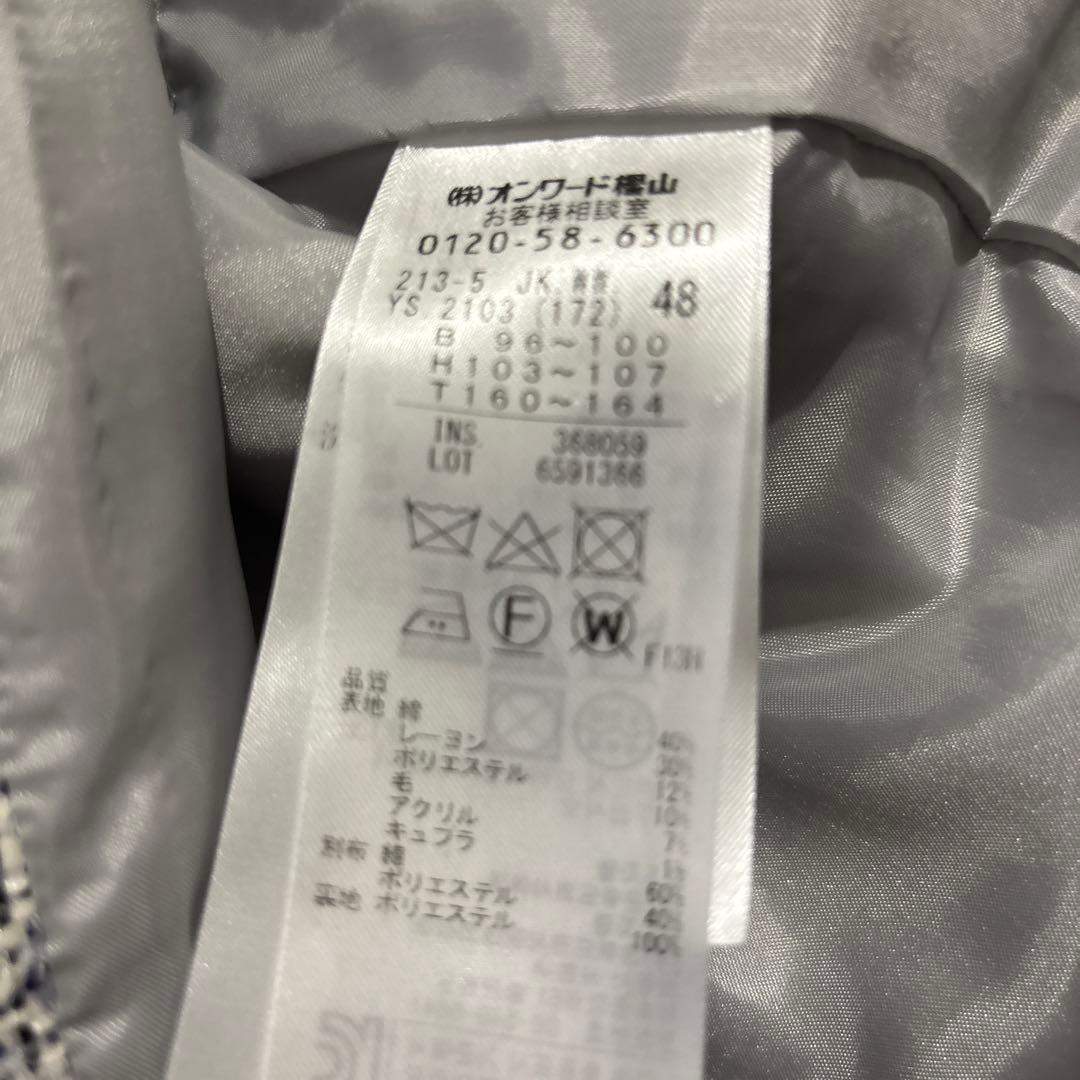 (株)オンワード樫山
お客様相談室
0120-58-6300
213-5 JK.
48
YS 2103 (172)
B 96～100
H 103～107
T 160～164
INS. 368059
LOT 6591366
F
W
F13H
品質
表地 綿 40%
レーヨン 30%
ポリエステル 12%
毛 10%
アクリル 7%
キュプラ 1%
別布 綿 60%
ポリエステル 40%
裏地 ポリエステル 100%